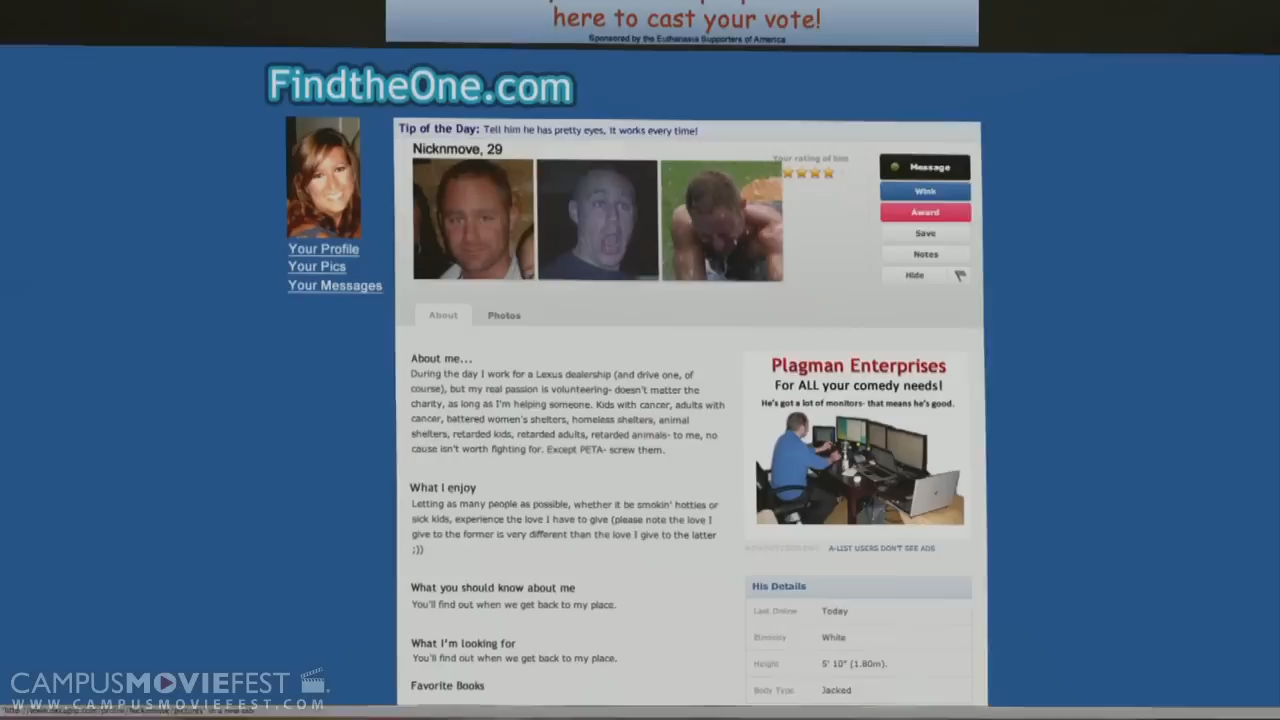 here to cast your vote!
Sponsored by the Euthanasia Supporters of America
FindtheOne.com
Tip of the Day: Tell him he has pretty eyes, it works every time!
Nicknmove, 29
Your rating of him
Message
Wink
Award
Save
Notes
Hide
Your Profile
Your Pics
Your Messages
About
Photos
About me...
During the day I work for a Lexus dealership (and drive one, of
course), but my real passion is volunteering- doesn't matter the
charity, as long as I'm helping someone. Kids with cancer, adults with
cancer, battered women's shelters, homeless shelters, animal
shelters, retarded kids, retarded adults, retarded animals- to me, no
cause isn't worth fighting for. Except PETA- screw them.
What I enjoy
Letting as many people as possible, whether it be smokin' hotties or
sick kids, experience the love I have to give (please note the love I
give to the former is very different than the love I give to the latter
;))
What you should know about me
You'll find out when we get back to my place.
What I'm looking for
You'll find out when we get back to my place.
Favorite Books
Plagman Enterprises
For ALL your comedy needs!
He's got a lot of monitors- that means he's good.
A-LIST USERS DON'T SEE ADS
His Details
Last Online Today
Ethnicity White
Height 5' 10" (1.80m).
Body Type Jacked
CAMPUSMOVIEFEST
WWW.CAMPUSMOVIEFEST.COM